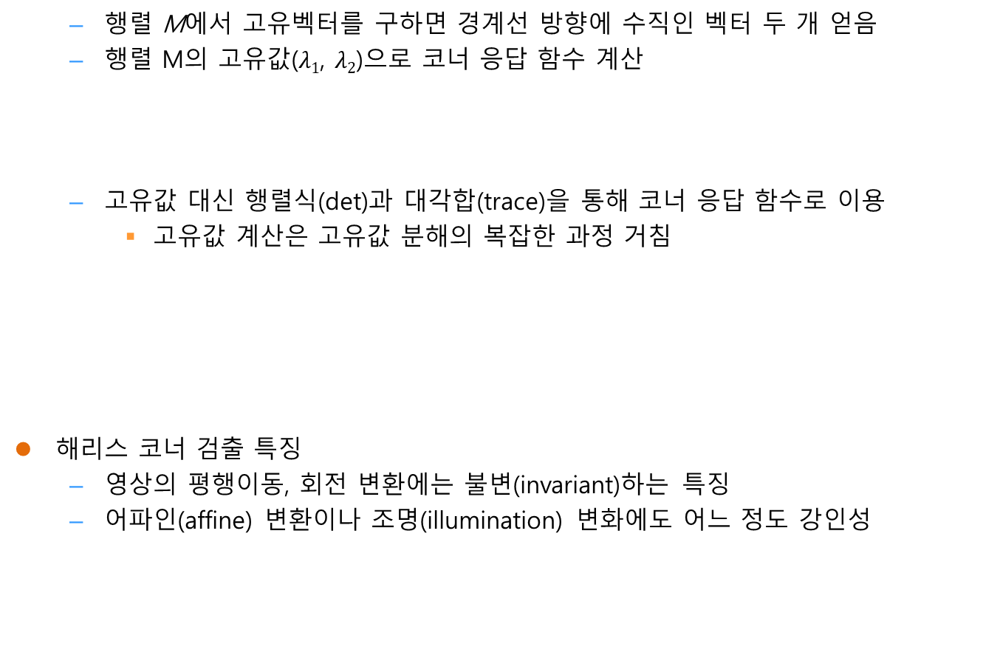 – 행렬 M에서 고유벡터를 구하면 경계선 방향에 수직인 벡터 두 개 얻음
– 행렬 M의 고유값(λ₁, λ₂)으로 코너 응답 함수 계산
– 고유값 대신 행렬식(det)과 대각합(trace)을 통해 코너 응답 함수로 이용
▪ 고유값 계산은 고유값 분해의 복잡한 과정 거침
● 해리스 코너 검출 특징
– 영상의 평행이동, 회전 변환에는 불변(invariant)하는 특징
– 어파인(affine) 변환이나 조명(illumination) 변화에도 어느 정도 강인성